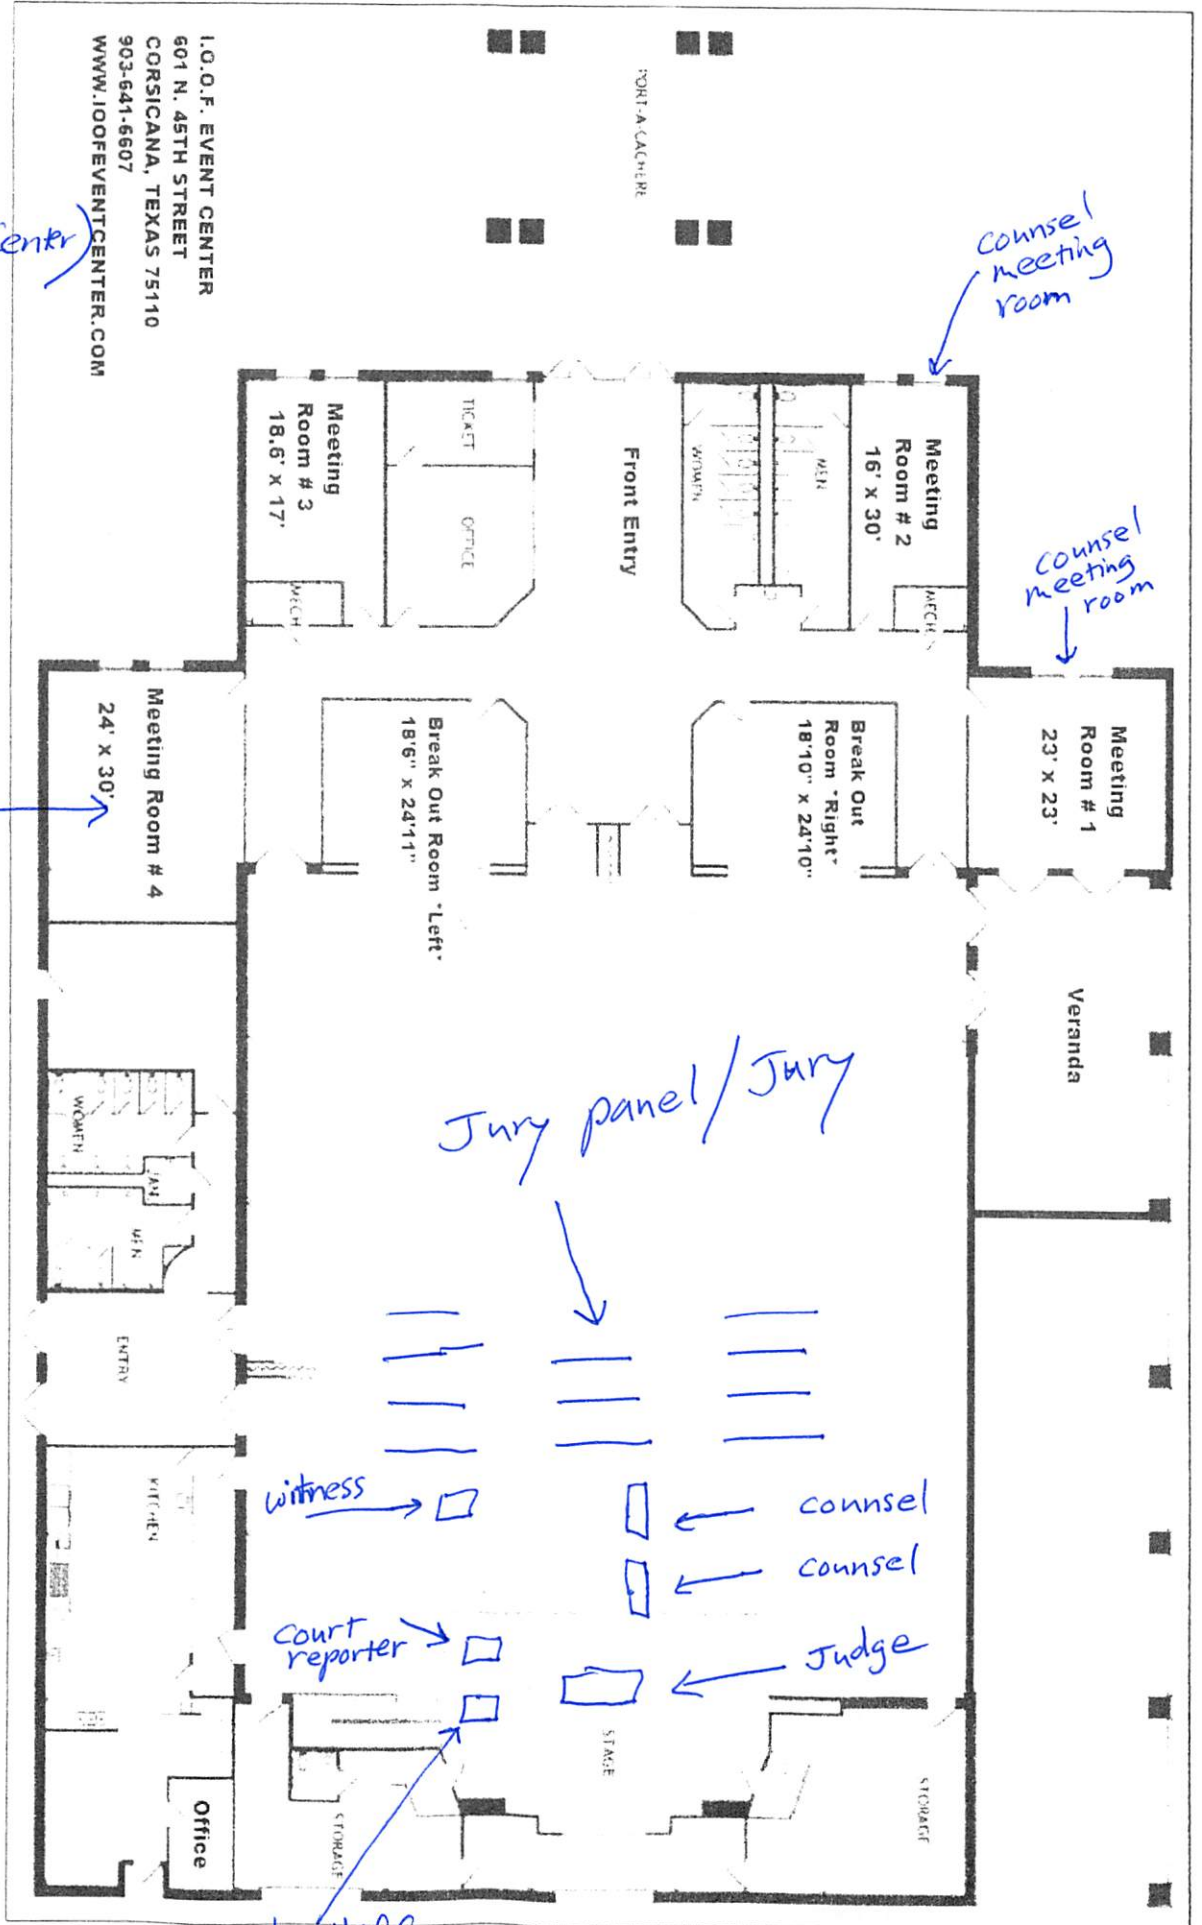 I.O.O.F. EVENT CENTER
601 N. 45TH STREET
CORSICANA, TEXAS 75110
903-641-6607
WWW.IOOFEVENTCENTER.COM
Center)
PORT-A-CACHERE
Counsel
meeting
room
Counsel
meeting
room
Meeting
Room # 3
18.6' x 17'
MECH
TICKET
OFFICE
Front Entry
WOMEN
MEN
Meeting
Room # 2
16' x 30'
MECH
Meeting
Room # 1
23' x 23'
Meeting Room # 4
24' x 30'
Break Out Room "Left"
18'6" x 24'11"
Break Out
Room "Right"
18'10" x 24'10"
Veranda
Jury panel/Jury
WOMEN
JAN
MEN
ENTRY
KITCHEN
witness
counsel
counsel
Court
reporter
Judge
STAGE
STORAGE
STORAGE
Office